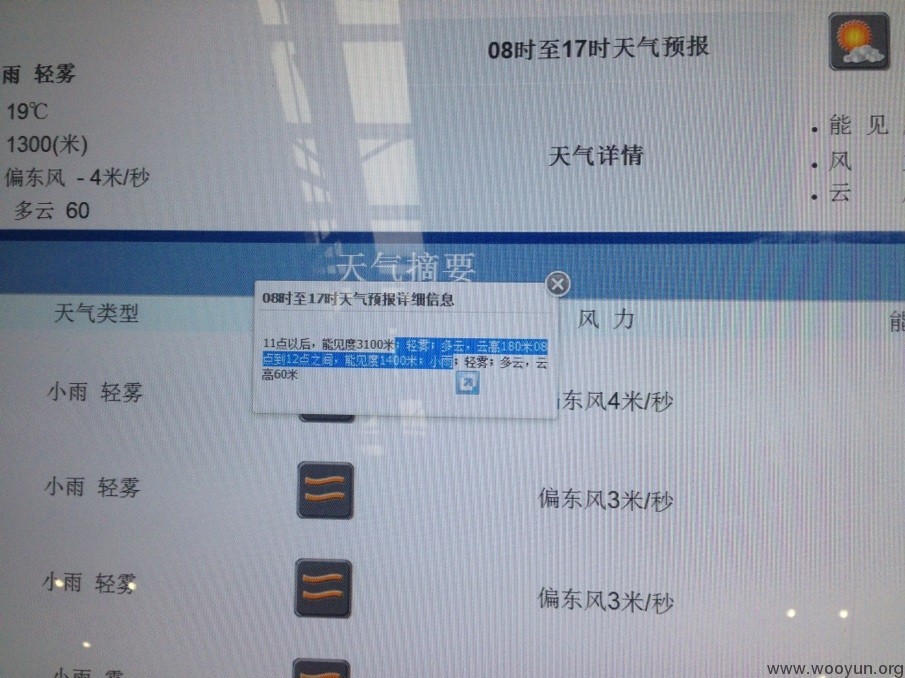 雨 轻雾
19℃
1300(米)
偏东风 - 4米/秒
多云 60
08时至17时天气预报
天气详情
能 见
风
云
天气摘要
天气类型
风 力
08时至17时天气预报详细信息
11点以后，能见度3100米；轻雾；多云，云高180米08
点到12点之间，能见度1400米；小雨；轻雾；多云，云
高60米
小雨 轻雾
东风4米/秒
小雨 轻雾
偏东风3米/秒
小雨 轻雾
偏东风3米/秒
小雨 雾
www.wooyun.org